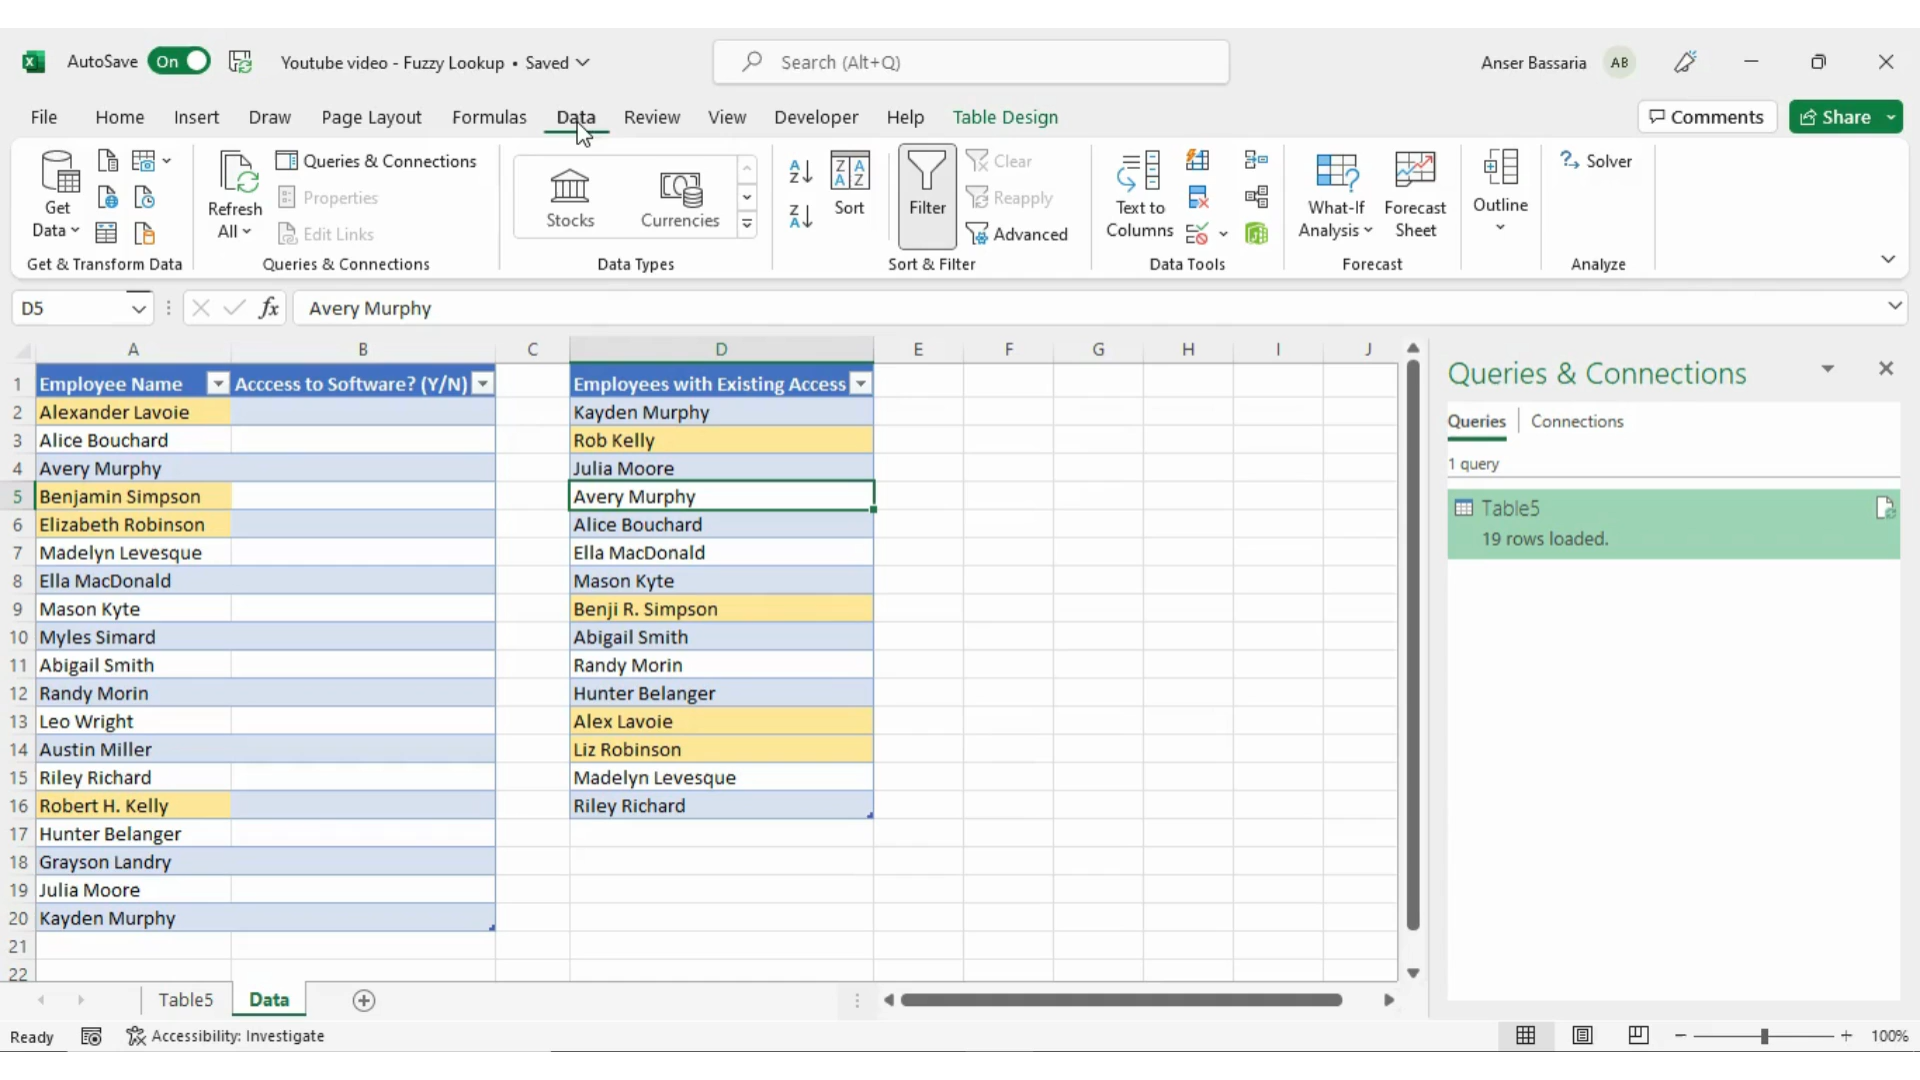 AutoSave On Youtube video - Fuzzy Lookup • Saved Search (Alt+Q) Anser Bassaria AB
File Home Insert Draw Page Layout Formulas Data Review View Developer Help Table Design Comments Share
Get Data Refresh All Queries & Connections Properties Edit Links Stocks Currencies Sort Filter Clear Reapply Advanced Text to Columns What-If Analysis Forecast Sheet Outline Solver
Get & Transform Data Queries & Connections Data Types Sort & Filter Data Tools Forecast Analyze
D5 fx Avery Murphy
A B C D E F G H I J
1 Employee Name Acccess to Software? (Y/N) Employees with Existing Access
2 Alexander Lavoie Kayden Murphy
3 Alice Bouchard Rob Kelly
4 Avery Murphy Julia Moore
5 Benjamin Simpson Avery Murphy
6 Elizabeth Robinson Alice Bouchard
7 Madelyn Levesque Ella MacDonald
8 Ella MacDonald Mason Kyte
9 Mason Kyte Benji R. Simpson
10 Myles Simard Abigail Smith
11 Abigail Smith Randy Morin
12 Randy Morin Hunter Belanger
13 Leo Wright Alex Lavoie
14 Austin Miller Liz Robinson
15 Riley Richard Madelyn Levesque
16 Robert H. Kelly Riley Richard
17 Hunter Belanger
18 Grayson Landry
19 Julia Moore
20 Kayden Murphy
21
22
Queries & Connections
Queries Connections
1 query
Table5
19 rows loaded.
Table5 Data
Ready Accessibility: Investigate 100%